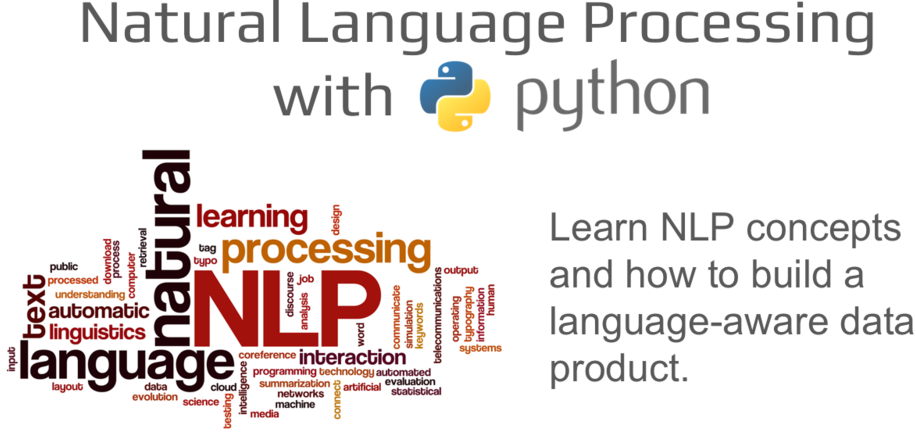 Natural Language Processing
with python
Learn NLP concepts
and how to build a
language-aware data
product.
natural
learning
design
processing
tag
typo
NLP
retrieval
download
process
computer
public
processed
understanding
text
automatic
linguistics
input
language
discourse
job
analysis
word
communicate
simulation
keywords
telecommunications
output
operating
typography
information
human
systems
coreference
interaction
programming
technology
automated
layout
data
cloud
evolution
science
testing
intelligence
media
summarization
networks
machine
connect
artificial
evaluation
statistical